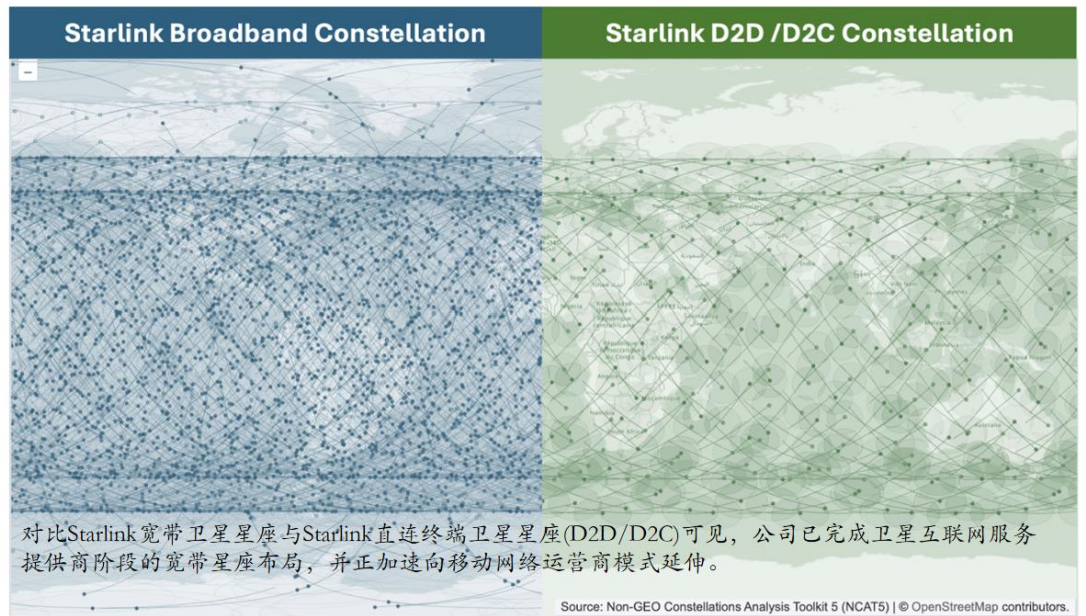 Starlink Broadband Constellation
Starlink D2D /D2C Constellation
对比Starlink宽带卫星星座与Starlink直连终端卫星星座(D2D/D2C)可见，公司已完成卫星互联网服务
提供商阶段的宽带星座布局，并正加速向移动网络运营商模式延伸。
Source: Non-GEO Constellations Analysis Toolkit 5 (NCAT5) | © OpenStreetMap contributors.